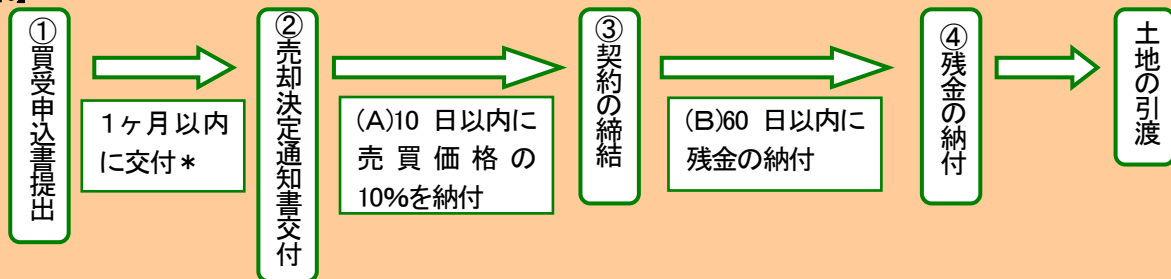 ①買受申込書提出
1ヶ月以内
に交付＊
②売却決定通知書交付
(A)10 日以内に
売買価格の
10%を納付
③契約の締結
(B)60 日以内に
残金の納付
④残金の納付
土地の引渡